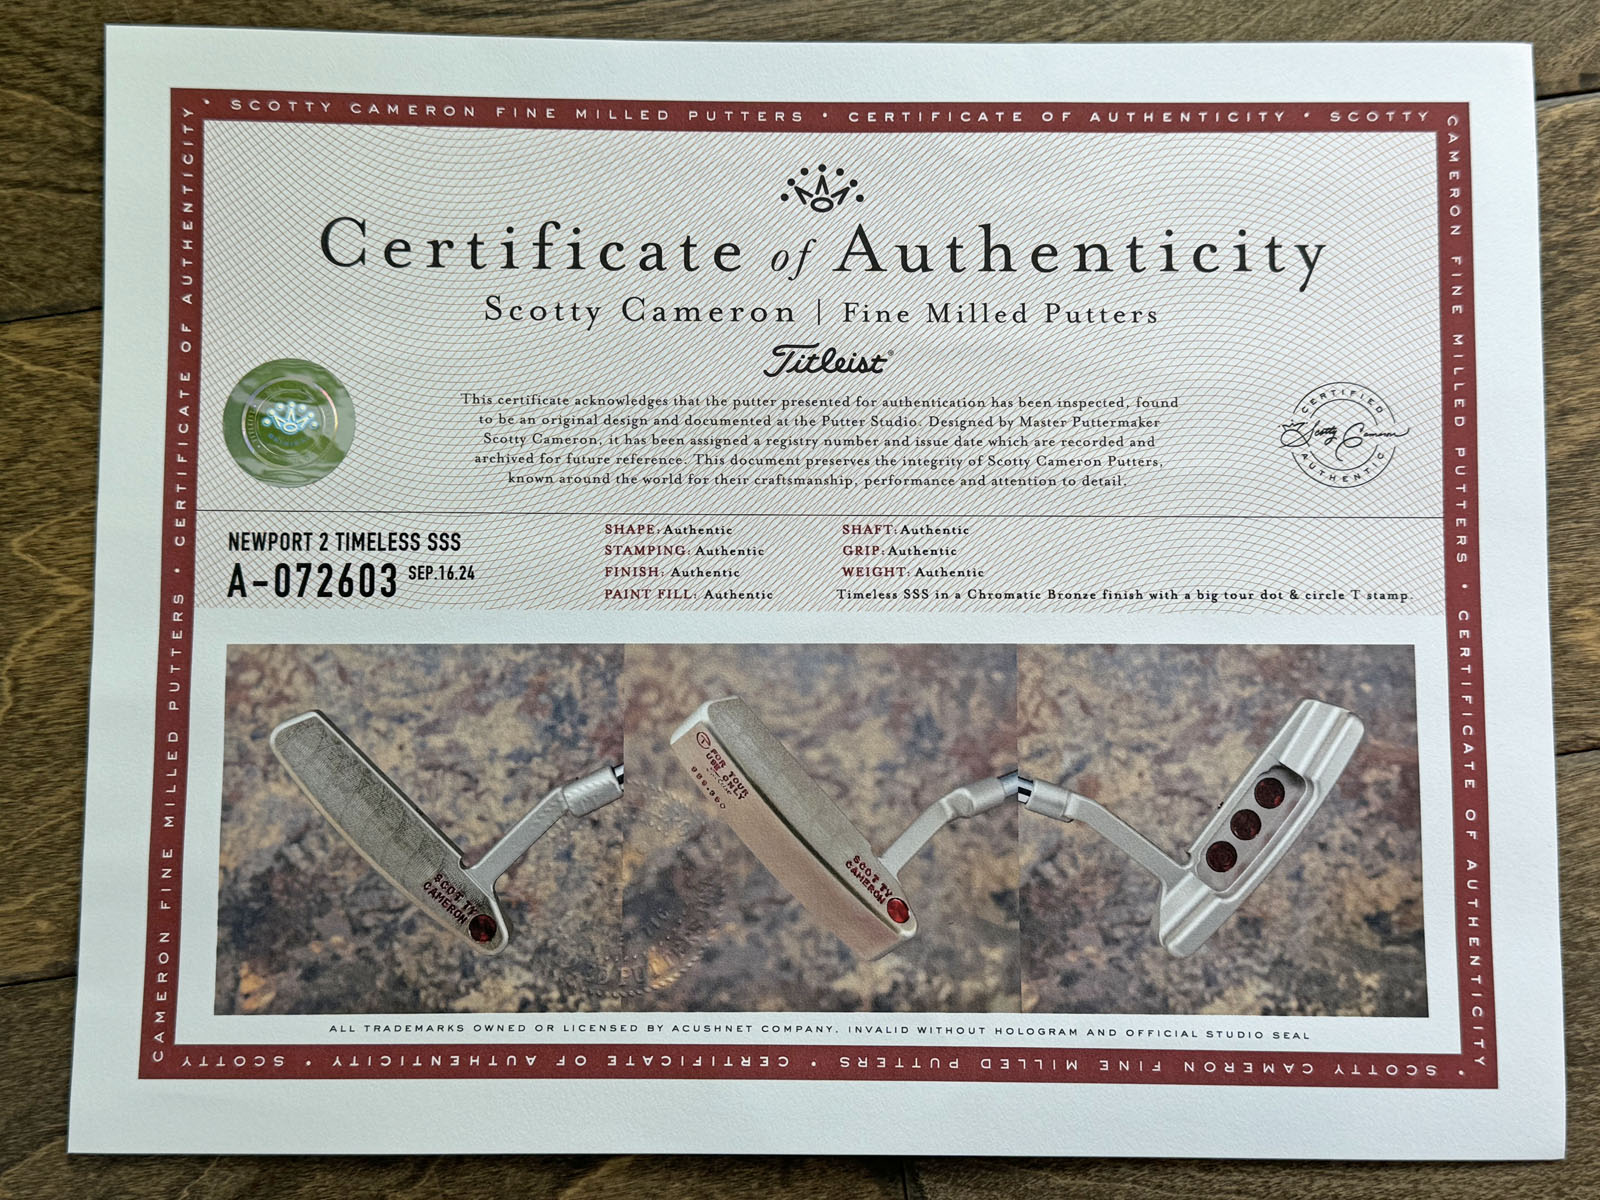 SCOTTY CAMERON FINE MILLED PUTTERS • CERTIFICATE OF AUTHENTICITY • SCOTTY
CAMERON FINE MILLED PUTTERS • CERTIFICATE OF AUTHENTICITY
SCOTTY CAMERON FINE MILLED PUTTERS • CERTIFICATE OF AUTHENTICITY • SCOTTY
CAMERON FINE MILLED PUTTERS • CERTIFICATE OF AUTHENTICITY •
Certificate of Authenticity
Scotty Cameron | Fine Milled Putters
Titleist®
This certificate acknowledges that the putter presented for authentication has been inspected, found
to be an original design and documented at the Putter Studio. Designed by Master Puttermaker
Scotty Cameron, it has been assigned a registry number and issue date which are recorded and
archived for future reference. This document preserves the integrity of Scotty Cameron Putters,
known around the world for their craftsmanship, performance and attention to detail.
CERTIFIED
Scotty Cameron
AUTHENTIC
NEWPORT 2 TIMELESS SSS
A-072603 SEP.16.24
SHAPE: Authentic
STAMPING: Authentic
FINISH: Authentic
PAINT FILL: Authentic
SHAFT: Authentic
GRIP: Authentic
WEIGHT: Authentic
Timeless SSS in a Chromatic Bronze finish with a big tour dot & circle T stamp.
SCOTTY
CAMERON
T
FOR TOUR
USE ONLY
SCOTTY
CAMERON
ALL TRADEMARKS OWNED OR LICENSED BY ACUSHNET COMPANY. INVALID WITHOUT HOLOGRAM AND OFFICIAL STUDIO SEAL